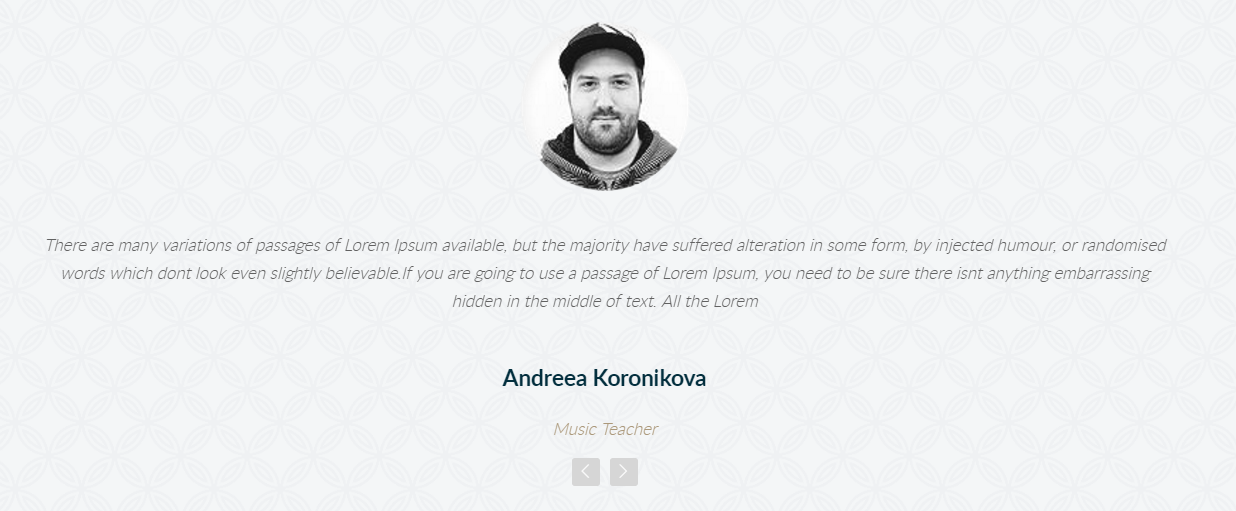 There are many variations of passages of Lorem Ipsum available, but the majority have suffered alteration in some form, by injected humour, or randomised
words which dont look even slightly believable.If you are going to use a passage of Lorem Ipsum, you need to be sure there isnt anything embarrassing
hidden in the middle of text. All the Lorem
Andreea Koronikova
Music Teacher